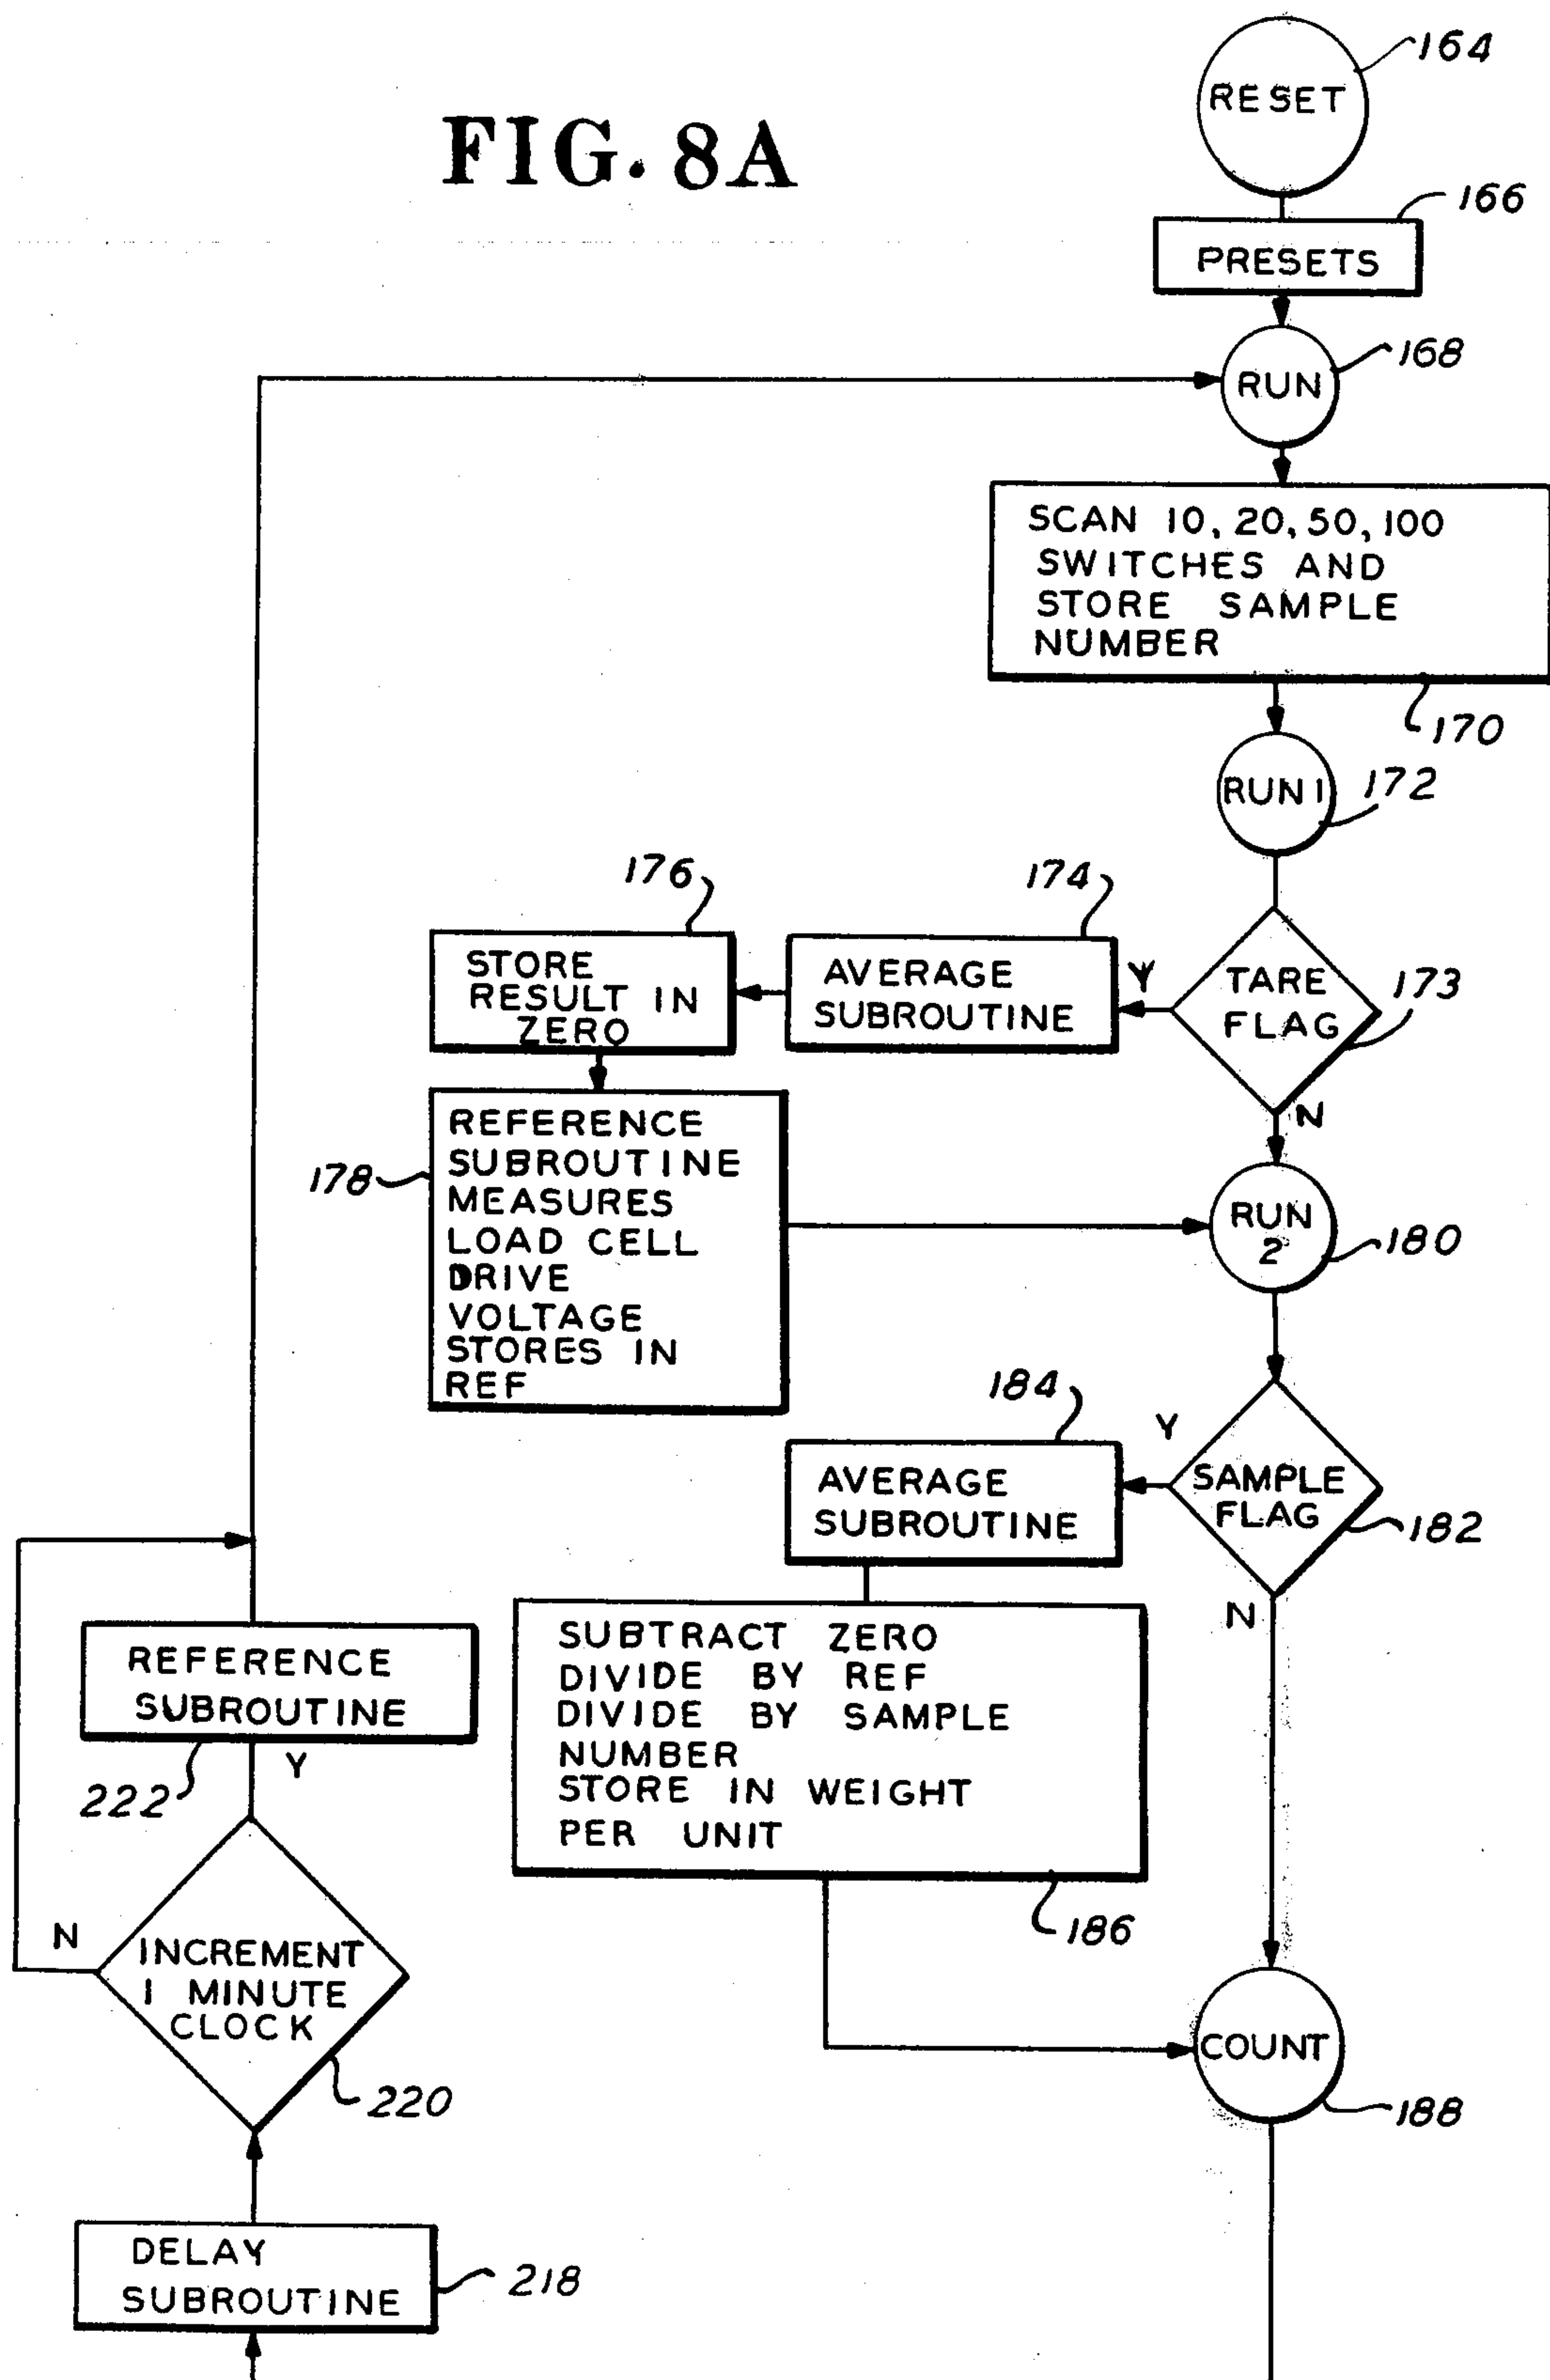 FIG. 8A
RESET
164
166
PRESETS
RUN
168
SCAN 10, 20, 50, 100
SWITCHES AND
STORE SAMPLE
NUMBER
170
RUN 1
172
176
174
STORE
RESULT IN
ZERO
AVERAGE
SUBROUTINE
Y
TARE
FLAG
173
N
178
REFERENCE
SUBROUTINE
MEASURES
LOAD CELL
DRIVE
VOLTAGE
STORES IN
REF
RUN
2
180
184
Y
AVERAGE
SUBROUTINE
SAMPLE
FLAG
182
N
SUBTRACT ZERO
DIVIDE BY REF
DIVIDE BY SAMPLE
NUMBER
STORE IN WEIGHT
PER UNIT
186
REFERENCE
SUBROUTINE
222
Y
N
INCREMENT
1 MINUTE
CLOCK
220
COUNT
188
DELAY
SUBROUTINE
218